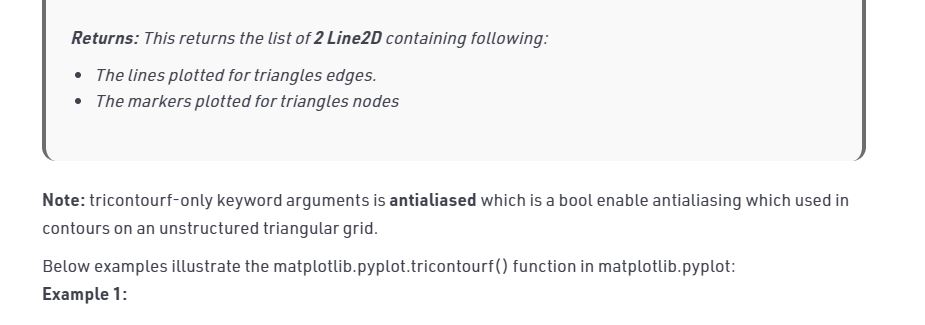 Returns: This returns the list of 2 Line2D containing following:
The lines plotted for triangles edges.
The markers plotted for triangles nodes
Note: tricontourf-only keyword arguments is antialiased which is a bool enable antialiasing which used in
contours on an unstructured triangular grid.
Below examples illustrate the matplotlib.pyplot.tricontourf() function in matplotlib.pyplot:
Example 1: